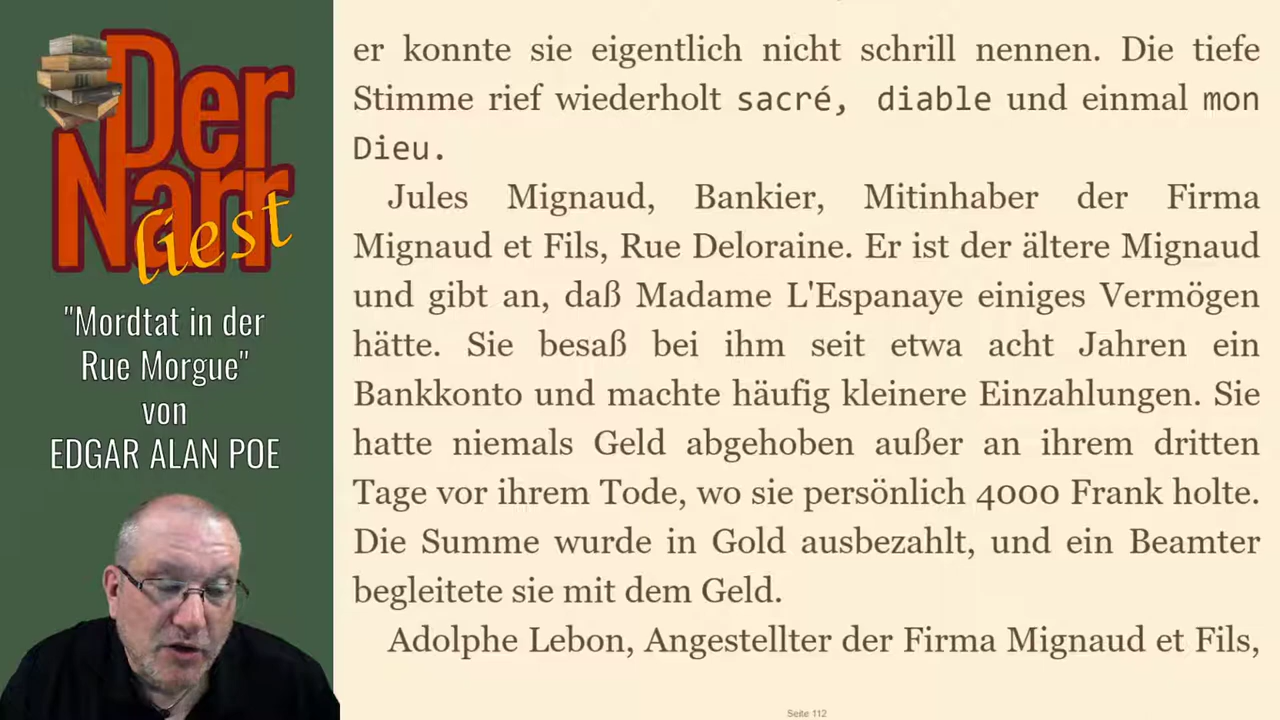 Der
Narr
liest
"Mordtat in der
Rue Morgue"
von
EDGAR ALAN POE
er konnte sie eigentlich nicht schrill nennen. Die tiefe
Stimme rief wiederholt sacré, diable und einmal mon
Dieu.
Jules Mignaud, Bankier, Mitinhaber der Firma
Mignaud et Fils, Rue Deloraine. Er ist der ältere Mignaud
und gibt an, daß Madame L'Espanaye einiges Vermögen
hätte. Sie besaß bei ihm seit etwa acht Jahren ein
Bankkonto und machte häufig kleinere Einzahlungen. Sie
hatte niemals Geld abgehoben außer an ihrem dritten
Tage vor ihrem Tode, wo sie persönlich 4000 Frank holte.
Die Summe wurde in Gold ausbezahlt, und ein Beamter
begleitete sie mit dem Geld.
Adolphe Lebon, Angestellter der Firma Mignaud et Fils,
Seite 112